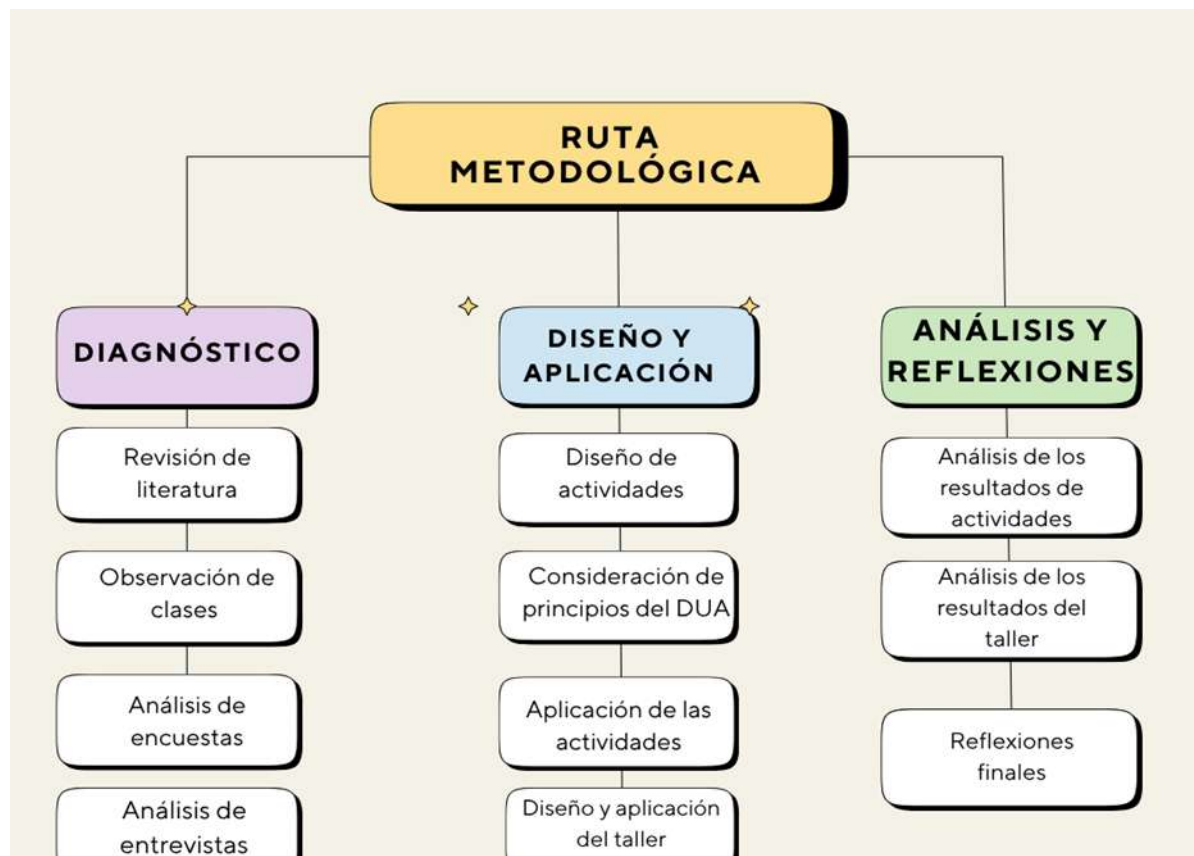 RUTA
METODOLÓGICA
DIAGNÓSTICO
Revisión de
literatura
Observación de
clases
Análisis de
encuestas
Análisis de
entrevistas
DISEÑO Y
APLICACIÓN
Diseño de
actividades
Consideración de
principios del DUA
Aplicación de las
actividades
Diseño y aplicación
del taller
ANÁLISIS Y
REFLEXIONES
Análisis de los
resultados de
actividades
Análisis de los
resultados del
taller
Reflexiones
finales